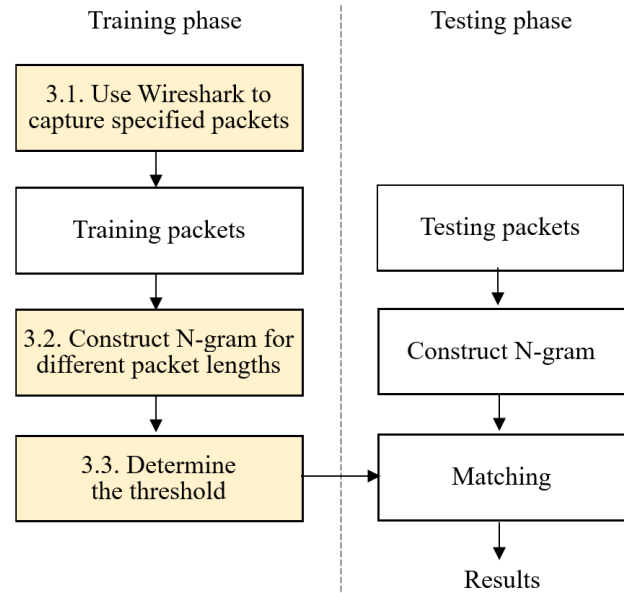 Training phase
3.1. Use Wireshark to
capture specified packets
Training packets
3.2. Construct N-gram for
different packet lengths
3.3. Determine
the threshold
Testing phase
Testing packets
Construct N-gram
Matching
Results